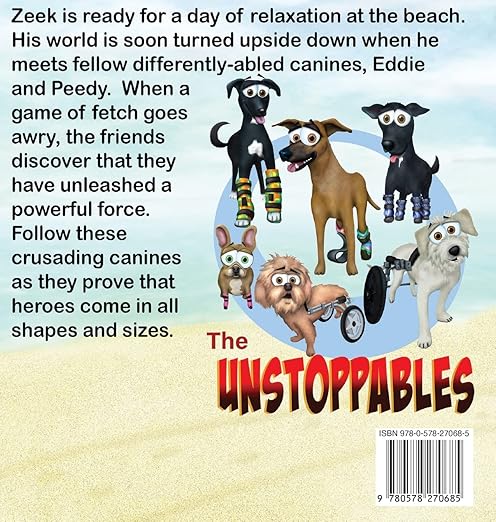 Zeek is ready for a day of relaxation at the beach.
His world is soon turned upside down when he
meets fellow differently-abled canines, Eddie
and Peedy.  When a
game of fetch goes
awry, the friends
discover that they
have unleashed a
powerful force.
Follow these
crusading canines
as they prove that
heroes come in all
shapes and sizes.
The
UNSTOPPABLES
ISBN 978-0-578-27068-5
9 780578 270685